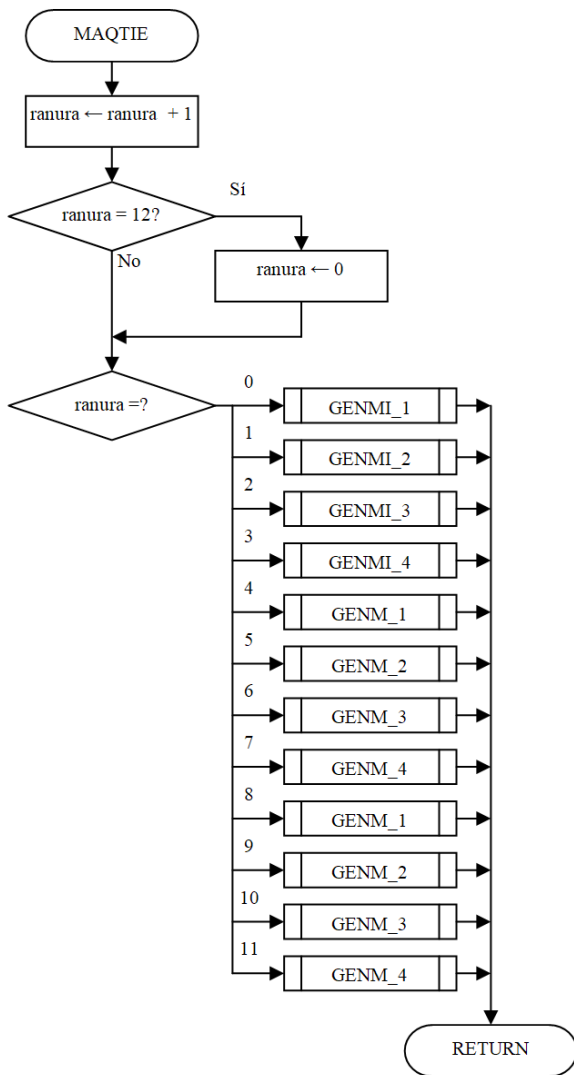 MAQTIE
ranura ← ranura + 1
ranura = 12?
Sí
No
ranura ← 0
ranura =?
0
GENMI_1
1
GENMI_2
2
GENMI_3
3
GENMI_4
4
GENM_1
5
GENM_2
6
GENM_3
7
GENM_4
8
GENM_1
9
GENM_2
10
GENM_3
11
GENM_4
RETURN